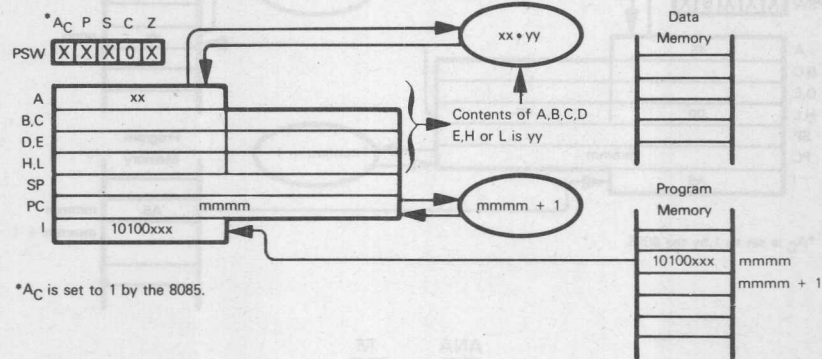 *AC P S C Z
PSW X X X 0 X
A xx
B,C
D,E
H,L
SP
PC mmmm
I 10100xxx
xx • yy
Contents of A,B,C,D
E,H or L is yy
mmmm + 1
Data
Memory
Program
Memory
10100xxx mmmm
mmmm + 1
*AC is set to 1 by the 8085.